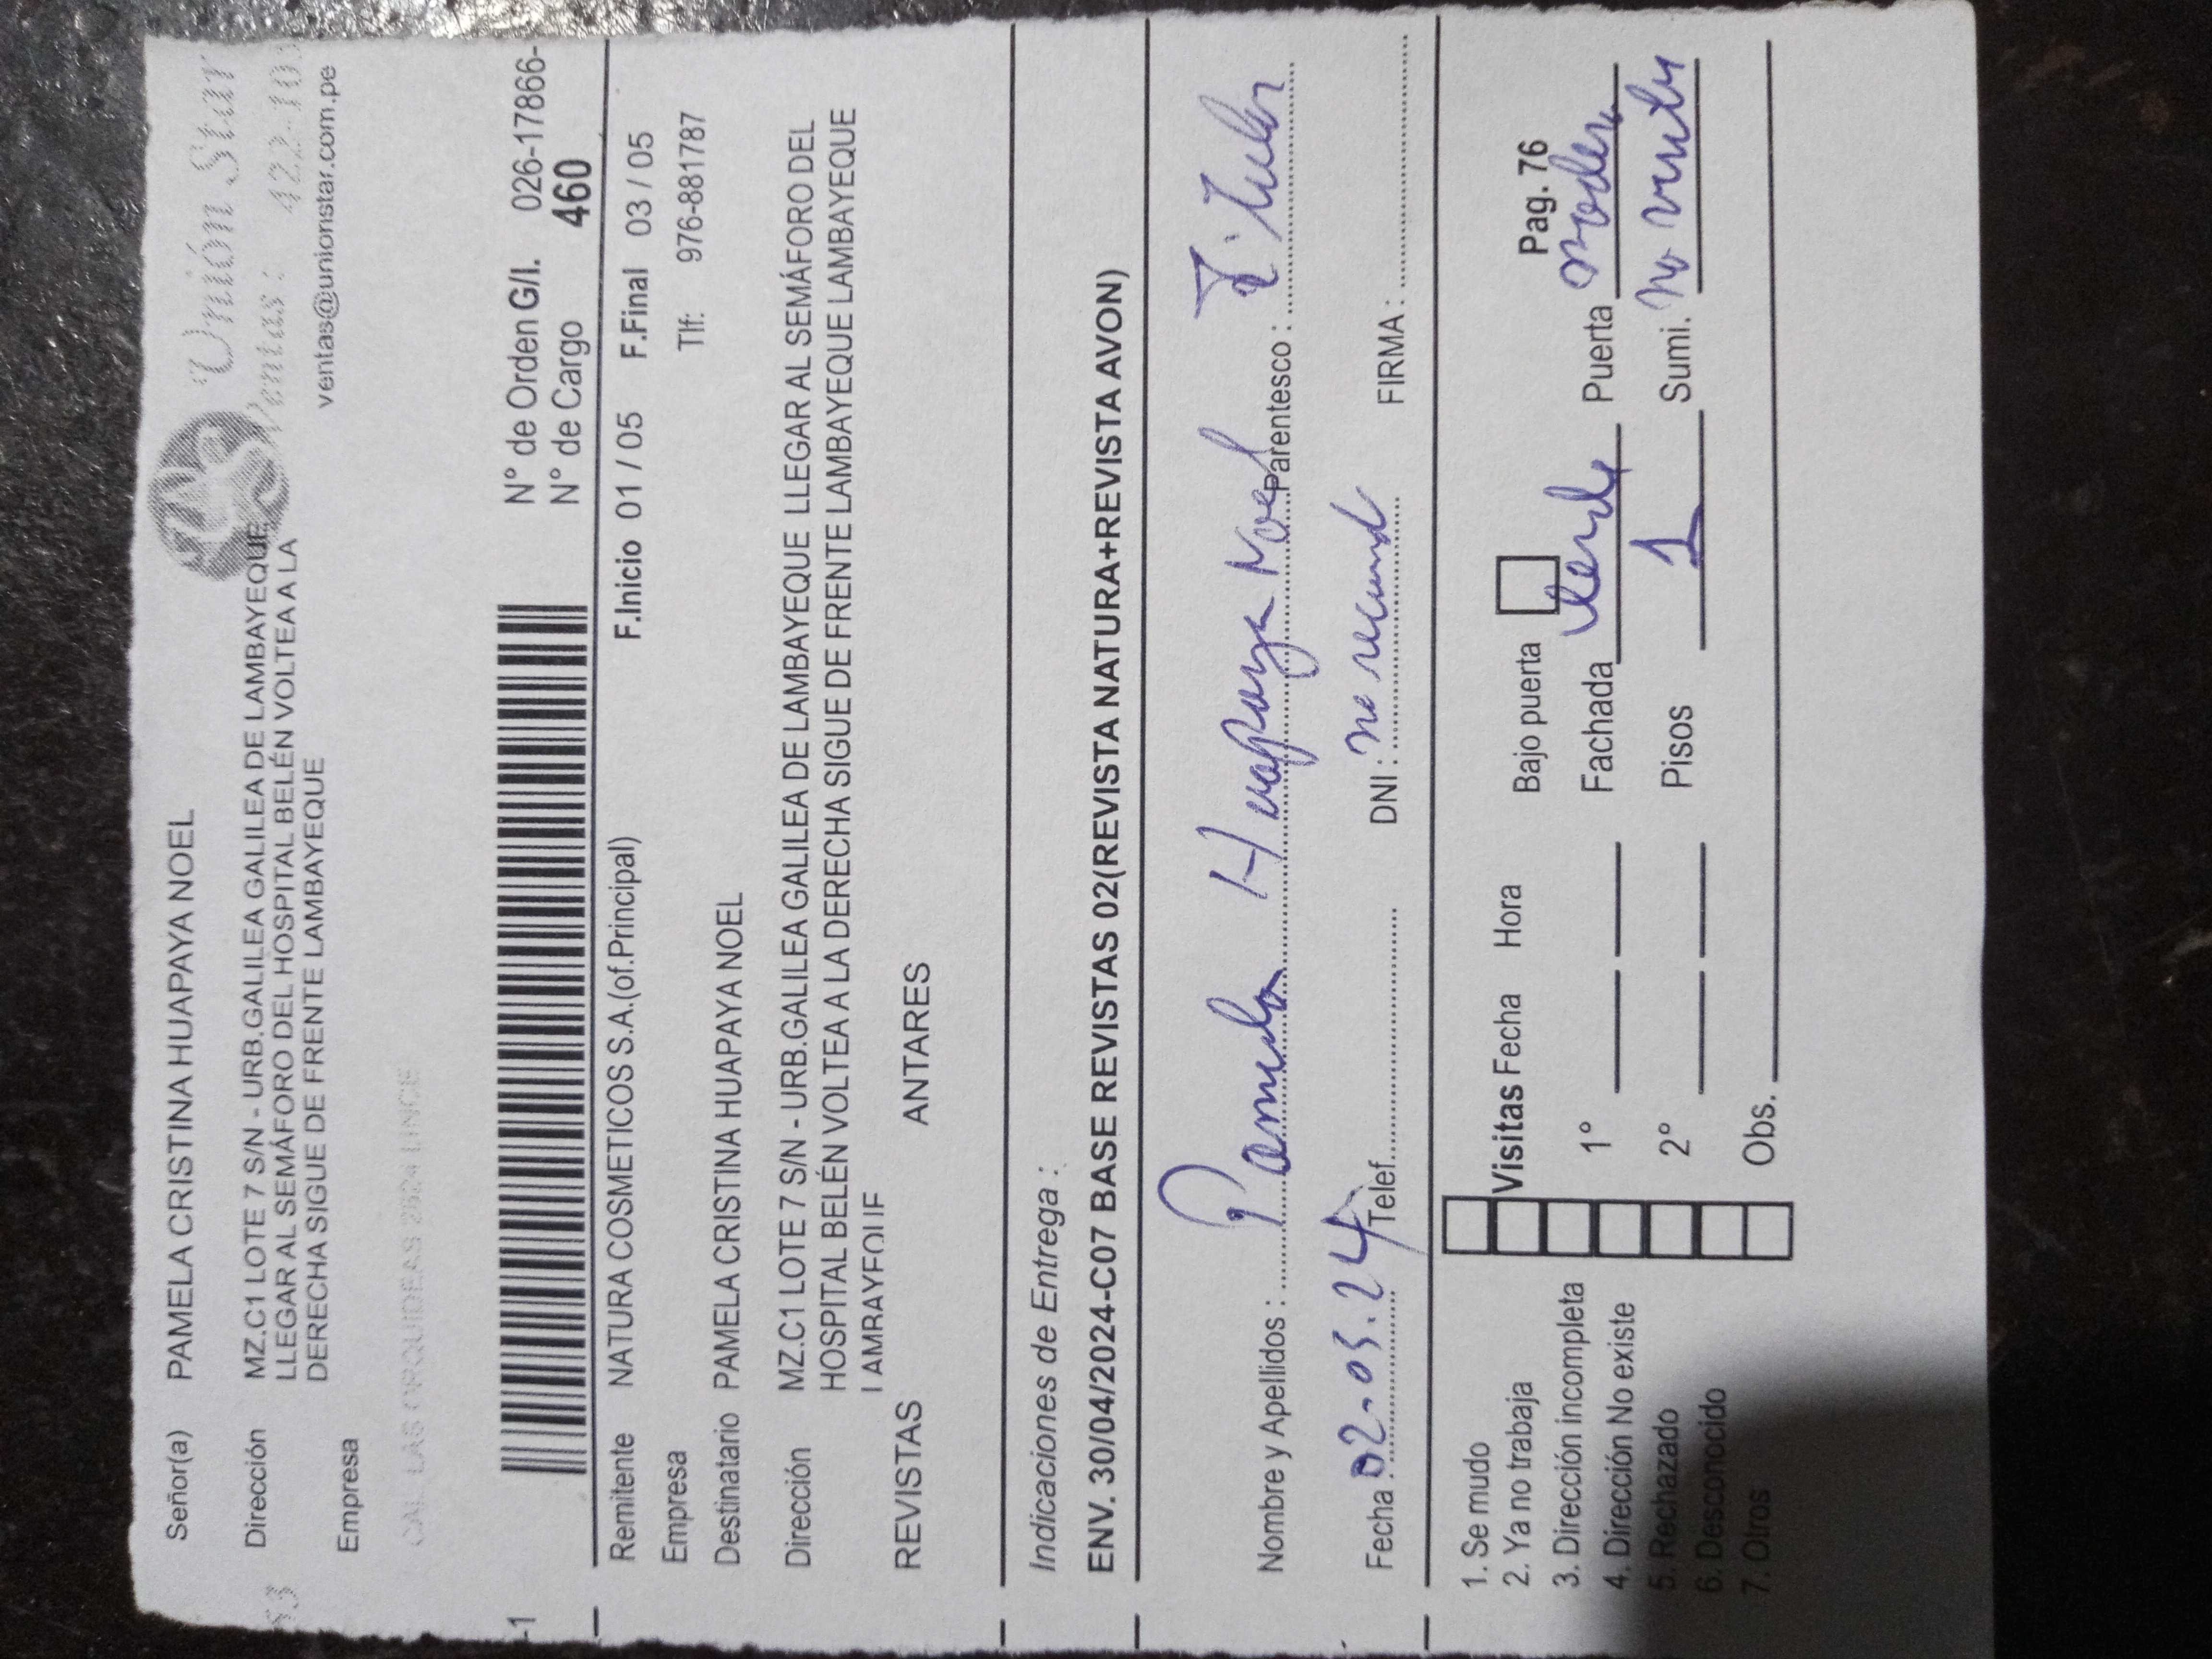 Unión Star
Ventas: 422-10
ventas@unionstar.com.pe
Señor(a) PAMELA CRISTINA HUAPAYA NOEL
Dirección MZ.C1 LOTE 7 S/N - URB.GALILEA GALILEA DE LAMBAYEQUE
LLEGAR AL SEMÁFORO DEL HOSPITAL BELÉN VOLTEA A LA
DERECHA SIGUE DE FRENTE LAMBAYEQUE
Empresa
CAL. LAS ORQUIDEAS LINCE
N° de Orden G/I. 026-17866-
-1
N° de Cargo 460
Remitente NATURA COSMETICOS S.A.(of.Principal) F.Inicio 01 / 05 F.Final 03 / 05
Empresa Tlf: 976-881787
Destinatario PAMELA CRISTINA HUAPAYA NOEL
Dirección MZ.C1 LOTE 7 S/N - URB.GALILEA GALILEA DE LAMBAYEQUE LLEGAR AL SEMÁFORO DEL
HOSPITAL BELÉN VOLTEA A LA DERECHA SIGUE DE FRENTE LAMBAYEQUE LAMBAYEQUE
REVISTAS ANTARES
Indicaciones de Entrega :
ENV. 30/04/2024-C07 BASE REVISTAS 02(REVISTA NATURA+REVISTA AVON)
Nombre y Apellidos : Pamela Huapaya Noel Parentesco :
Fecha : 02-05.24 Telef. DNI : no FIRMA :
1. Se mudo
2. Ya no trabaja Visitas Fecha Hora Bajo puerta Pag. 76
3. Dirección incompleta 1° Fachada Verde Puerta
4. Dirección No existe
5. Rechazado 2° Pisos 1 Sumi. no
6. Desconocido
7. Otros Obs.